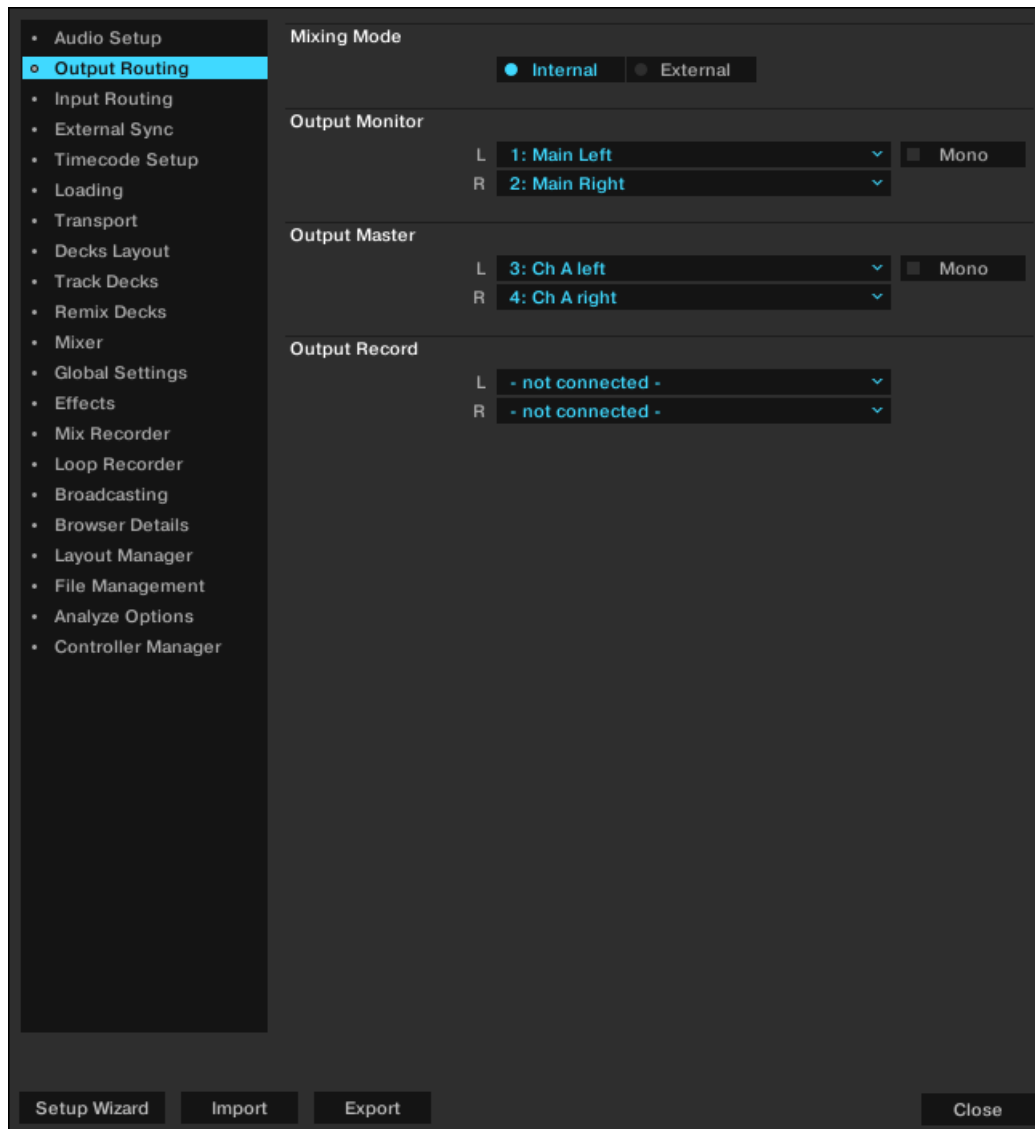 Audio Setup
Output Routing
Input Routing
External Sync
Timecode Setup
Loading
Transport
Decks Layout
Track Decks
Remix Decks
Mixer
Global Settings
Effects
Mix Recorder
Loop Recorder
Broadcasting
Browser Details
Layout Manager
File Management
Analyze Options
Controller Manager
Mixing Mode
Internal External
Output Monitor
L 1: Main Left Mono
R 2: Main Right
Output Master
L 3: Ch A left Mono
R 4: Ch A right
Output Record
L - not connected -
R - not connected -
Setup Wizard Import Export Close